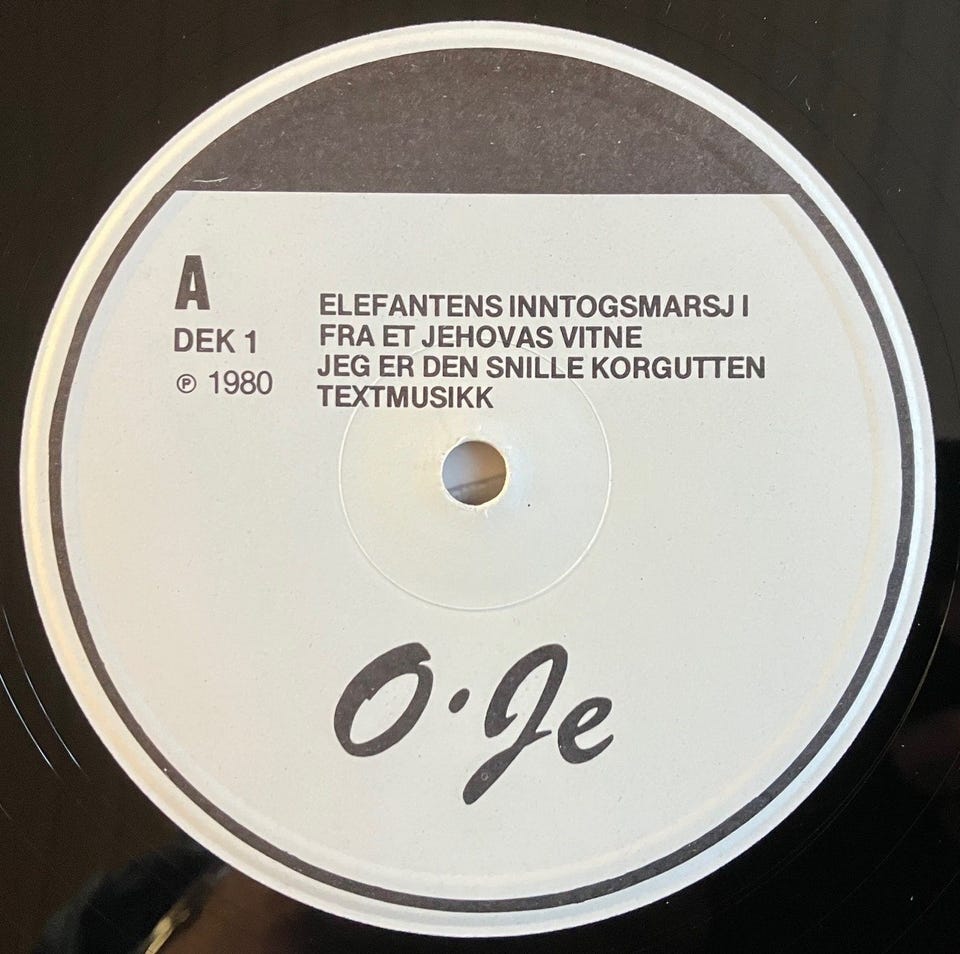 A
DEK 1
℗ 1980
ELEFANTENS INNTOGSMARSJ I
FRA ET JEHOVAS VITNE
JEG ER DEN SNILLE KORGUTTEN
TEXTMUSIKK
O·Je